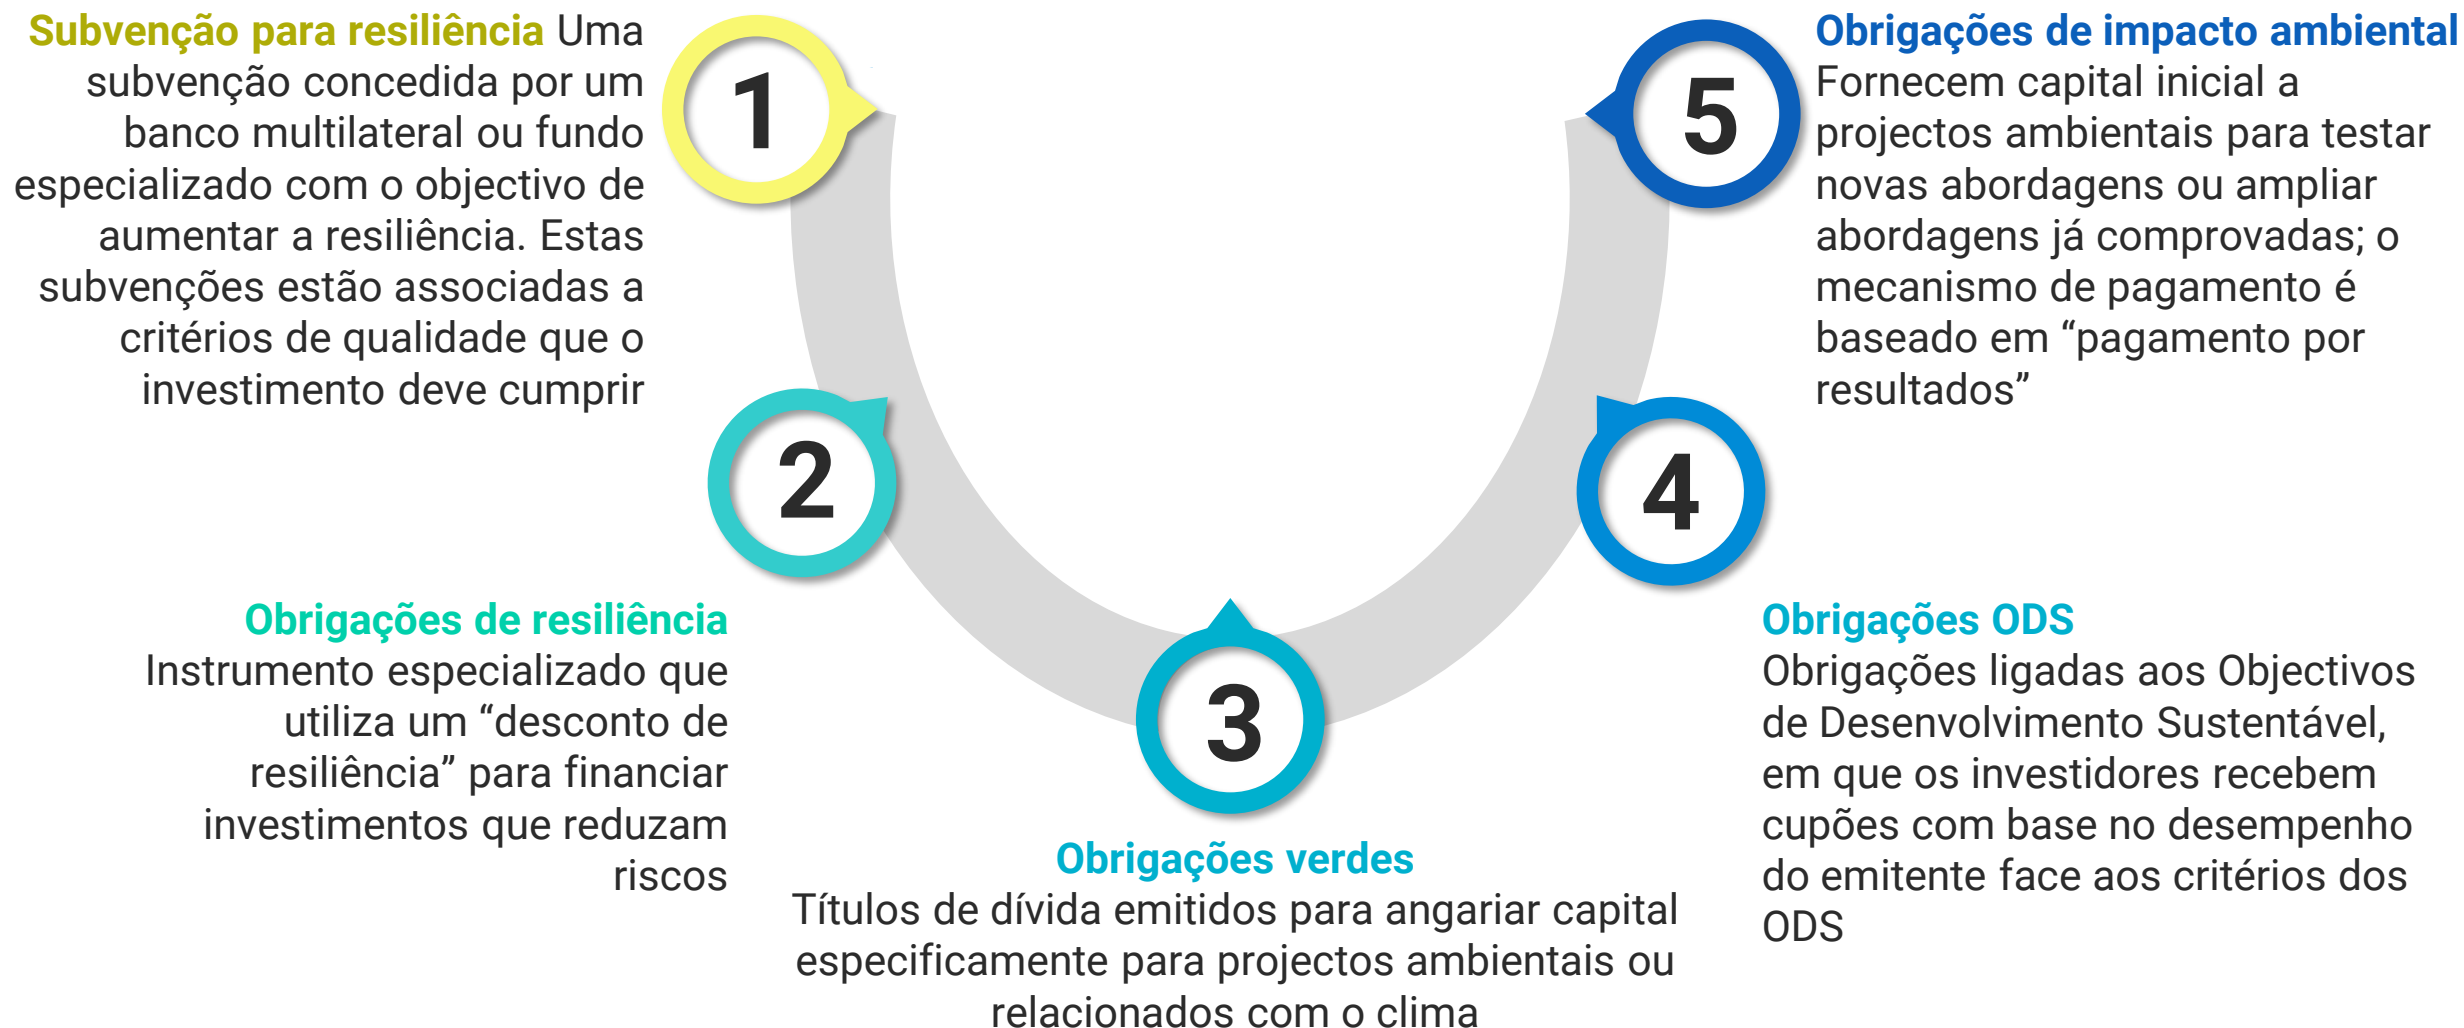 1
Subvenção para resiliência Uma
subvenção concedida por um
banco multilateral ou fundo
especializado com o objectivo de
aumentar a resiliência. Estas
subvenções estão associadas a
critérios de qualidade que o
investimento deve cumprir
2
Obrigações de resiliência
Instrumento especializado que
utiliza um “desconto de
resiliência” para financiar
investimentos que reduzam
riscos
3
Obrigações verdes
Títulos de dívida emitidos para angariar capital
especificamente para projectos ambientais ou
relacionados com o clima
4
Obrigações ODS
Obrigações ligadas aos Objectivos
de Desenvolvimento Sustentável,
em que os investidores recebem
cupões com base no desempenho
do emitente face aos critérios dos
ODS
5
Obrigações de impacto ambiental
Fornecem capital inicial a
projectos ambientais para testar
novas abordagens ou ampliar
abordagens já comprovadas; o
mecanismo de pagamento é
baseado em “pagamento por
resultados”